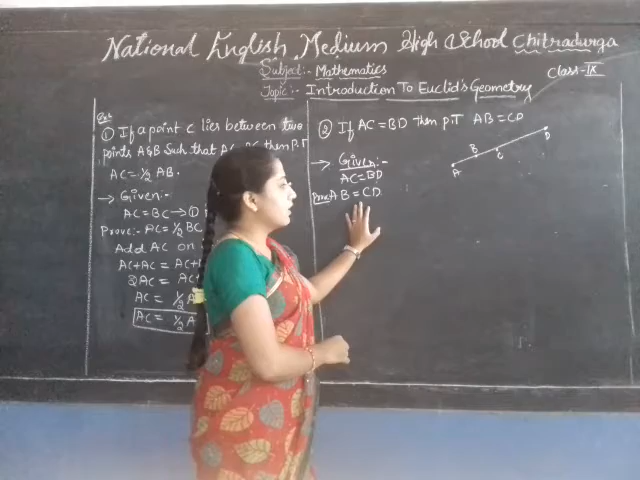 National English Medium High School Chitradurga
Subject:- Mathematics
Class-IX
Topic:- Introduction To Euclid's Geometry
① If a point C lies between two
points A&B Such that AC BC then P.T
AC = 1/2 AB.
→ Given:-
AC = BC → ①
Prove:- AC = 1/2 BC
Add AC on
AC+AC = AC+
2AC =
AC = 1/2 A
AC = 1/2 A
② If AC = BD then P.T AB = CD
→ Given:-
AC = BD
Prove AB = CD
A B C D